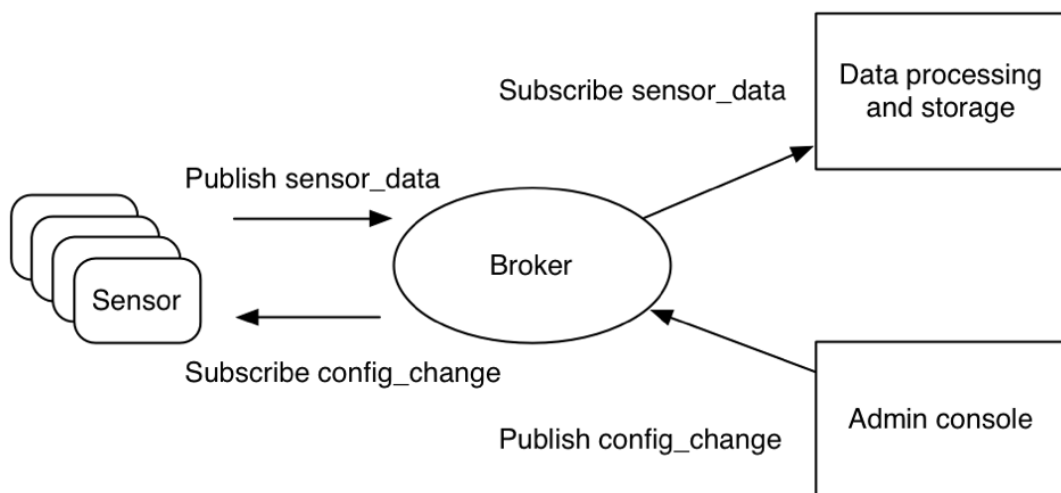 Subscribe sensor_data
Data processing
and storage
Publish sensor_data
Sensor
Broker
Subscribe config_change
Publish config_change
Admin console